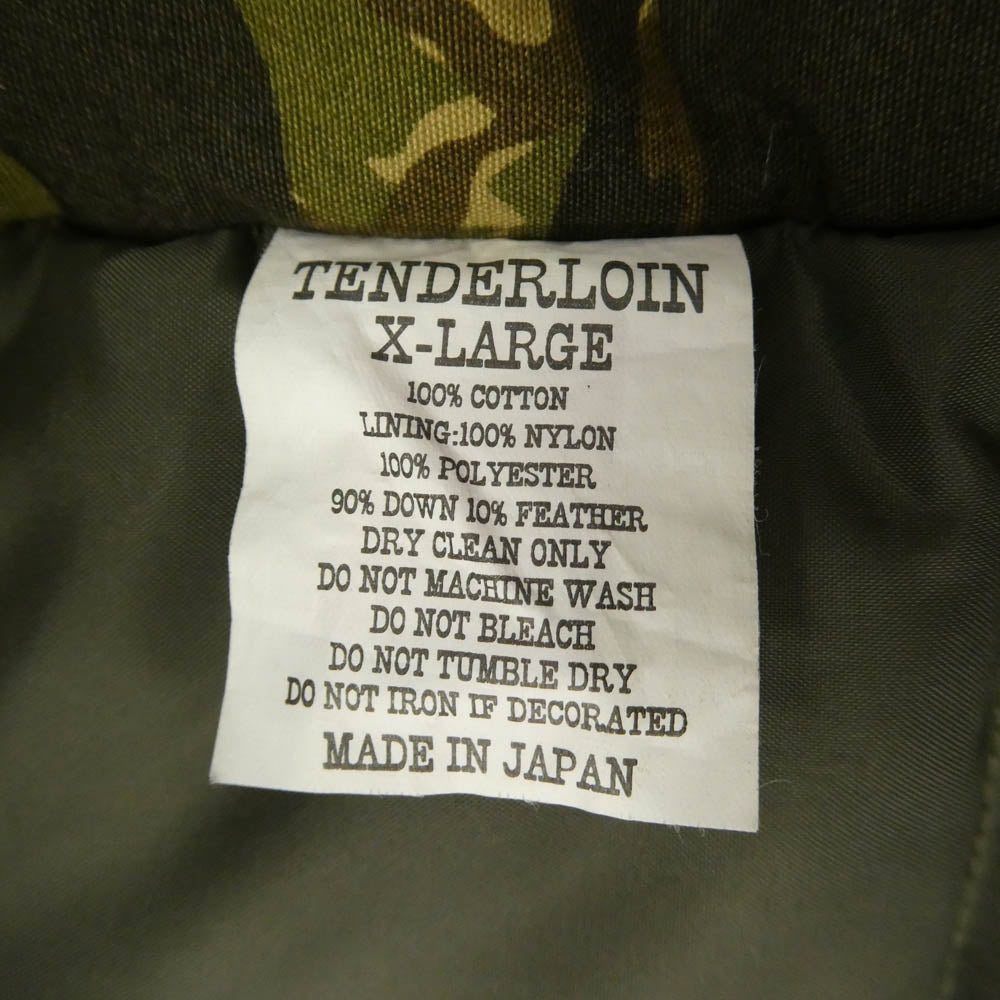 TENDERLOIN
X-LARGE
100% COTTON
LINING:100% NYLON
100% POLYESTER
90% DOWN 10% FEATHER
DRY CLEAN ONLY
DO NOT MACHINE WASH
DO NOT BLEACH
DO NOT TUMBLE DRY
DO NOT IRON IF DECORATED
MADE IN JAPAN